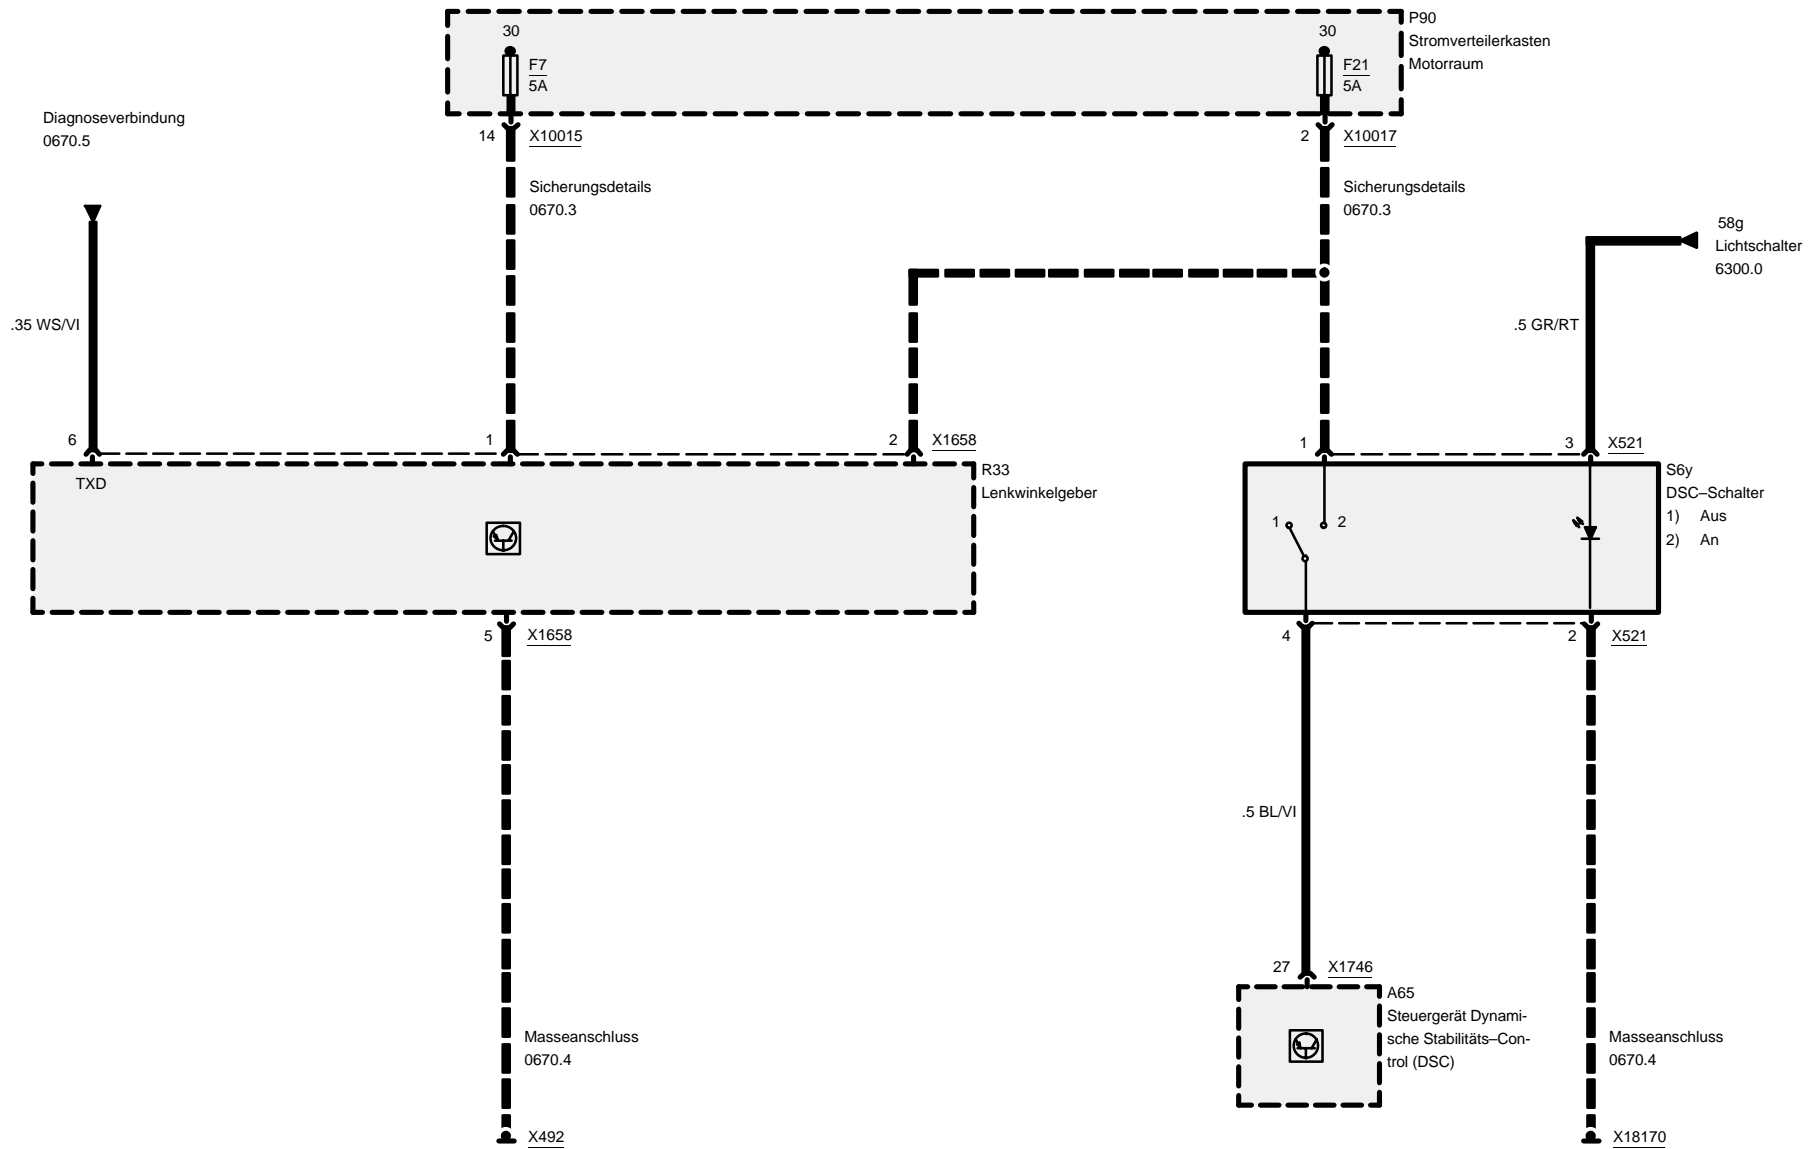 30
30
P90
Stromverteilerkasten
Motorraum
F7
5A
F21
5A
Diagnoseverbindung
0670.5
14
X10015
2
X10017
Sicherungsdetails
0670.3
Sicherungsdetails
0670.3
58g
Lichtschalter
6300.0
.35 WS/VI
.5 GR/RT
6
1
2
X1658
1
3
X521
TXD
R33
Lenkwinkelgeber
S6y
DSC–Schalter
1) Aus
2) An
1
2
5
X1658
4
2
X521
.5 BL/VI
27
X1746
A65
Steuergerät Dynami-
sche Stabilitäts–Con-
trol (DSC)
Masseanschluss
0670.4
Masseanschluss
0670.4
X492
X18170